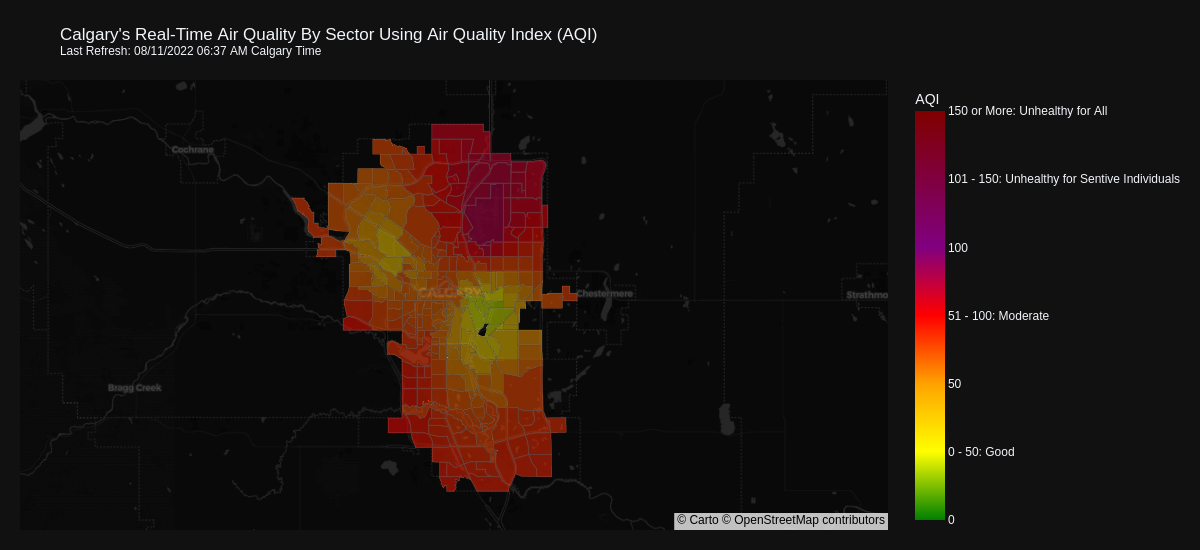 Calgary's Real-Time Air Quality By Sector Using Air Quality Index (AQI)
Last Refresh: 08/11/2022 06:37 AM Calgary Time
AQI
150 or More: Unhealthy for All
Cochrane
101 - 150: Unhealthy for Sentive Individuals
100
CALGARY
Chestermere
Strathmo
51 - 100: Moderate
Bragg Creek
50
0 - 50: Good
0
© Carto © OpenStreetMap contributors